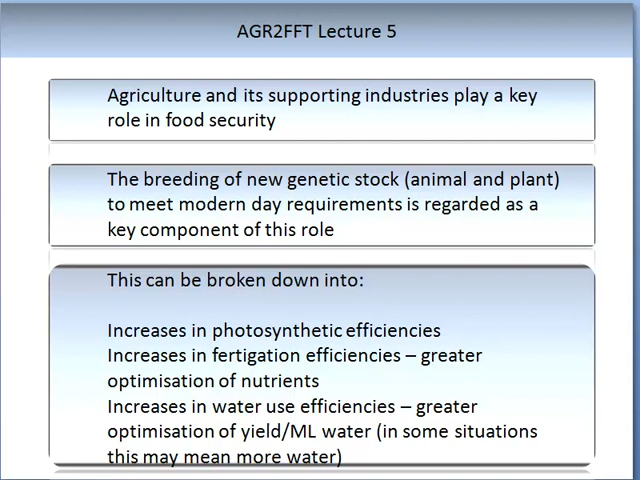 AGR2FFT Lecture 5
Agriculture and its supporting industries play a key
role in food security
The breeding of new genetic stock (animal and plant)
to meet modern day requirements is regarded as a
key component of this role
This can be broken down into:
Increases in photosynthetic efficiencies
Increases in fertigation efficiencies – greater
optimisation of nutrients
Increases in water use efficiencies – greater
optimisation of yield/ML water (in some situations
this may mean more water)